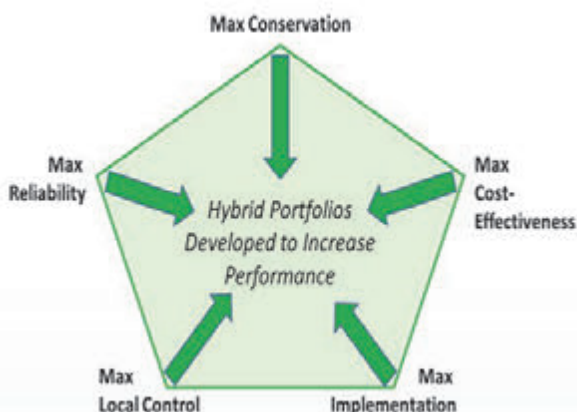 Max Conservation
Max
Reliability
Max
Cost-
Effectiveness
Hybrid Portfolios
Developed to Increase
Performance
Max
Local Control
Max
Implementation